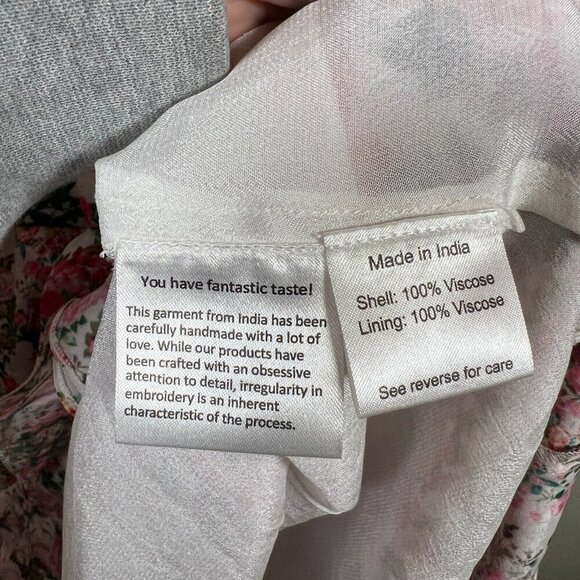 You have fantastic taste!
This garment from India has been
carefully handmade with a lot of
love. While our products have
been crafted with an obsessive
attention to detail, irregularity in
embroidery is an inherent
characteristic of the process.
Made in India
Shell: 100% Viscose
Lining: 100% Viscose
See reverse for care